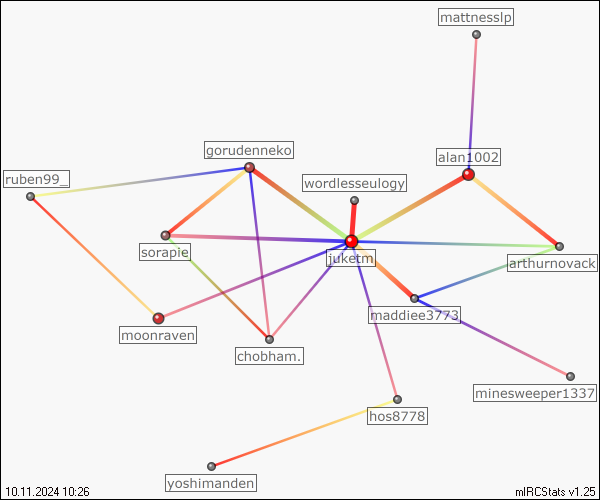 mattnesslp
gorudenneko
alan1002
ruben99_
wordlesseulogy
sorapie
juketm
arthurnovack
maddiee3773
moonraven
chobham.
minesweeper1337
hos8778
yoshimanden
10.11.2024 10:26
mIRCStats v1.25